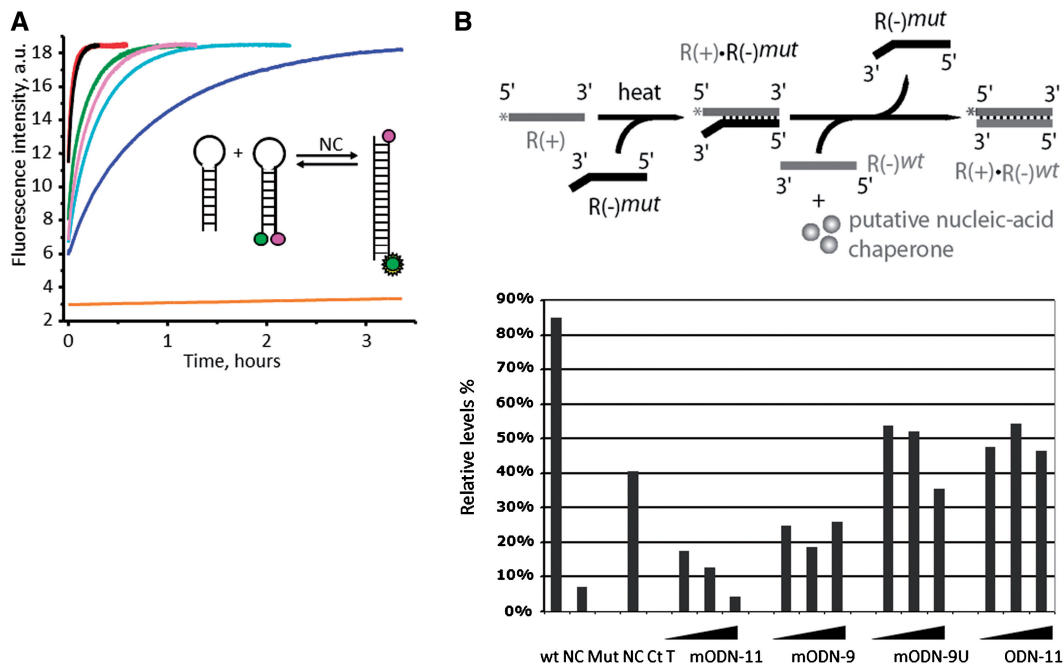 A
Fluorescence intensity, a.u.
18
16
14
12
10
8
6
4
2
0
1
2
3
Time, hours
+
NC
B
R(-)mut
3'
5'
R(+)•R(-)mut
5'
3'
heat
5'
3'
5'
3'
*
*
*
R(+)
3'
5'
3'
5'
R(-)mut
R(-)wt
3'
5'
3'
5'
R(+)•R(-)wt
+
putative nucleic-acid
chaperone
Relative levels %
90%
80%
70%
60%
50%
40%
30%
20%
10%
0%
wt NC Mut NC Ct T mODN-11 mODN-9 mODN-9U ODN-11